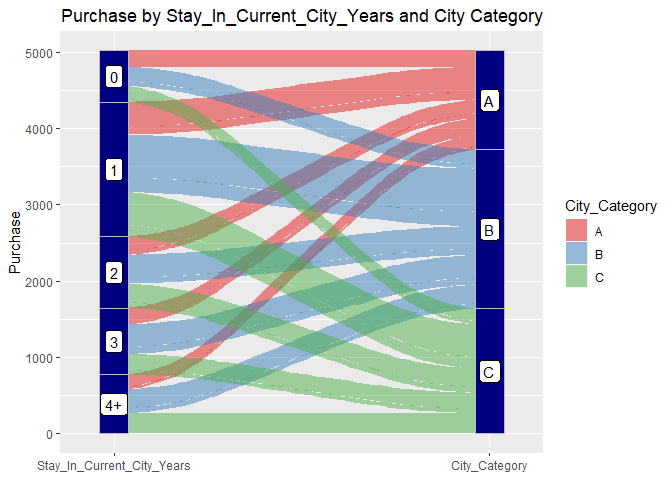 Purchase by Stay_In_Current_City_Years and City Category
Purchase
5000
4000
3000
2000
1000
0
0
1
2
3
4+
A
B
C
Stay_In_Current_City_Years
City_Category
City_Category
A
B
C